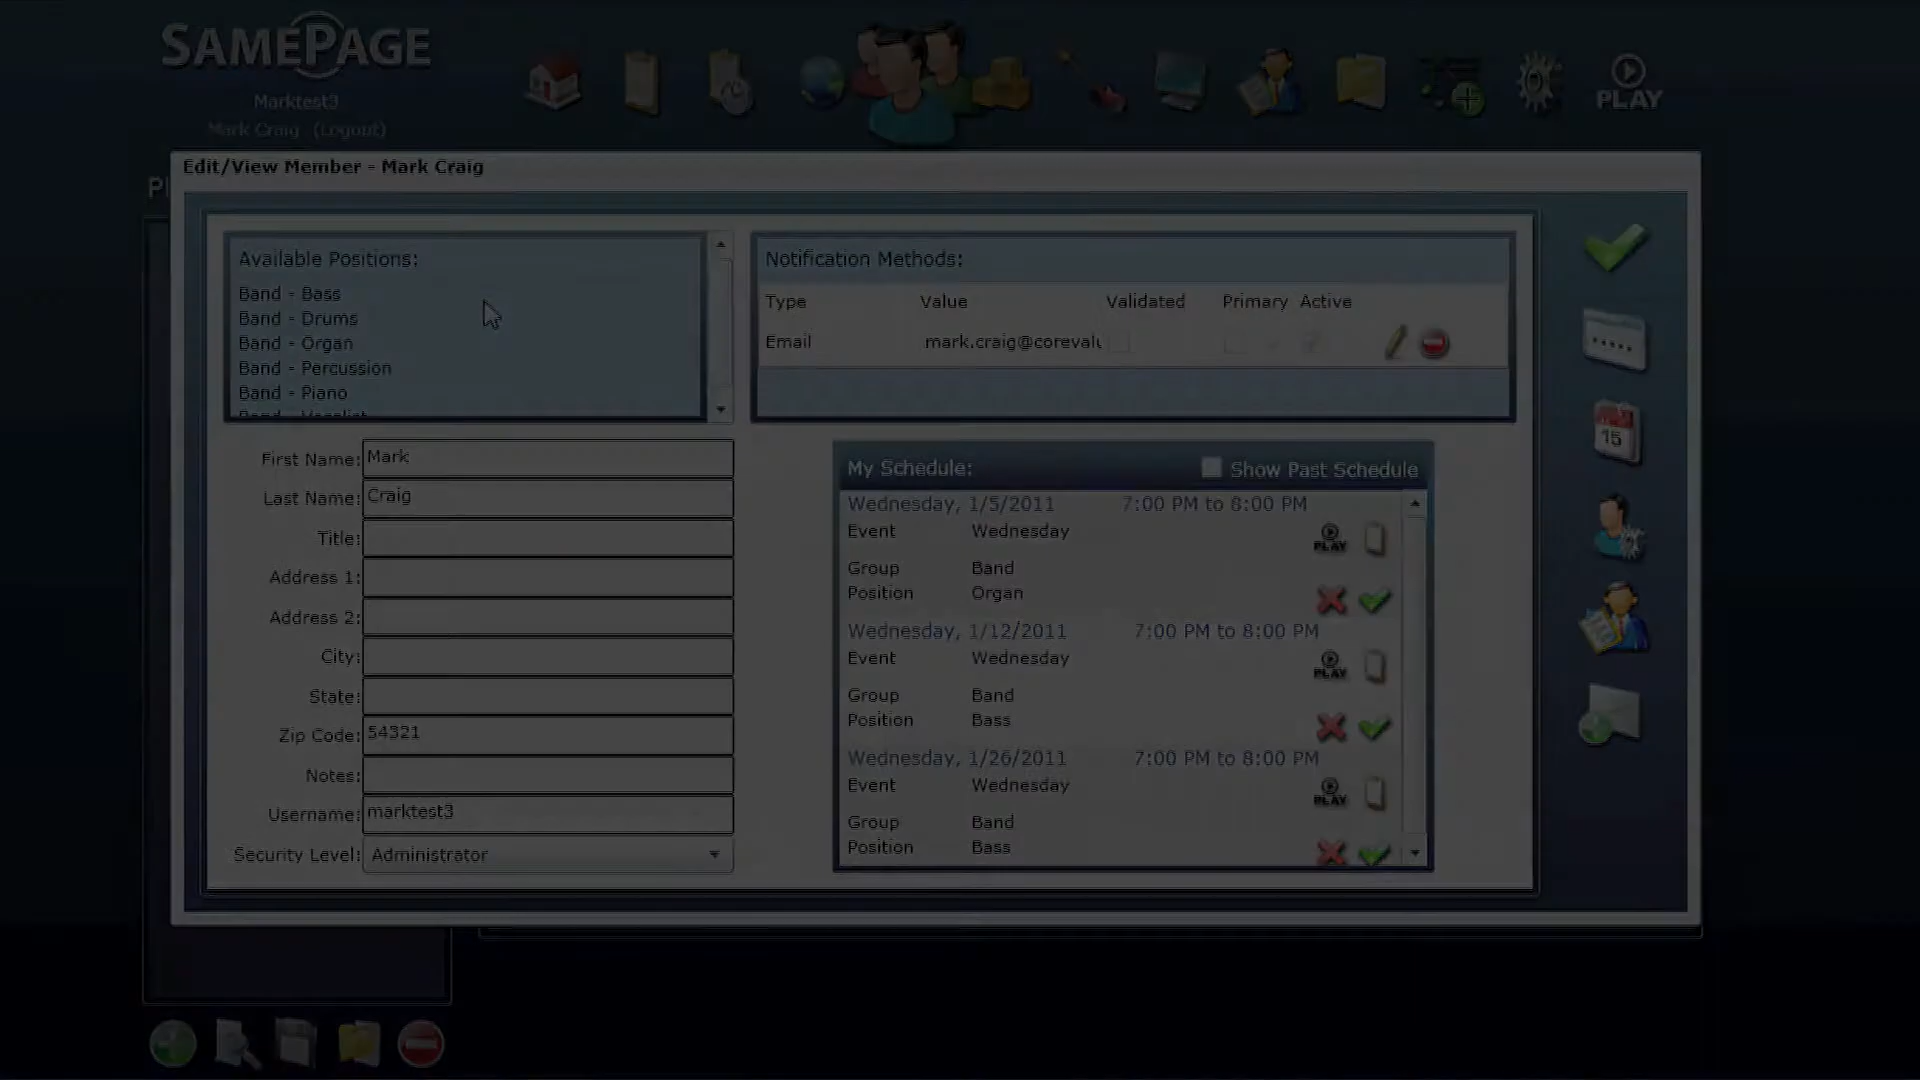 SAMEPAGE
Marktest3
Mark Craig (Logout)
PLAY
Edit/View Member - Mark Craig
Available Positions:
Band - Bass
Band - Drums
Band - Organ
Band - Percussion
Band - Piano
Band - Vocalist
Notification Methods:
Type Value Validated Primary Active
Email mark.craig@corevalu
First Name: Mark
Last Name: Craig
Title:
Address 1:
Address 2:
City:
State:
Zip Code: 54321
Notes:
Username: marktest3
Security Level: Administrator
My Schedule: Show Past Schedule
Wednesday, 1/5/2011 7:00 PM to 8:00 PM
Event Wednesday
PLAY
Group Band
Position Organ
Wednesday, 1/12/2011 7:00 PM to 8:00 PM
Event Wednesday
PLAY
Group Band
Position Bass
Wednesday, 1/26/2011 7:00 PM to 8:00 PM
Event Wednesday
PLAY
Group Band
Position Bass
15